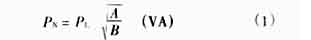 P_N = P_L √(A/B) (VA) (1)